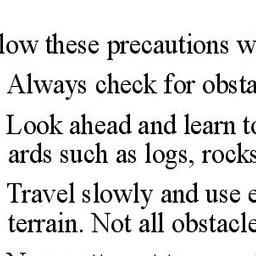 low these precautions w
Always check for obsta
Look ahead and learn to
ards such as logs, rocks
Travel slowly and use e
terrain. Not all obstacle